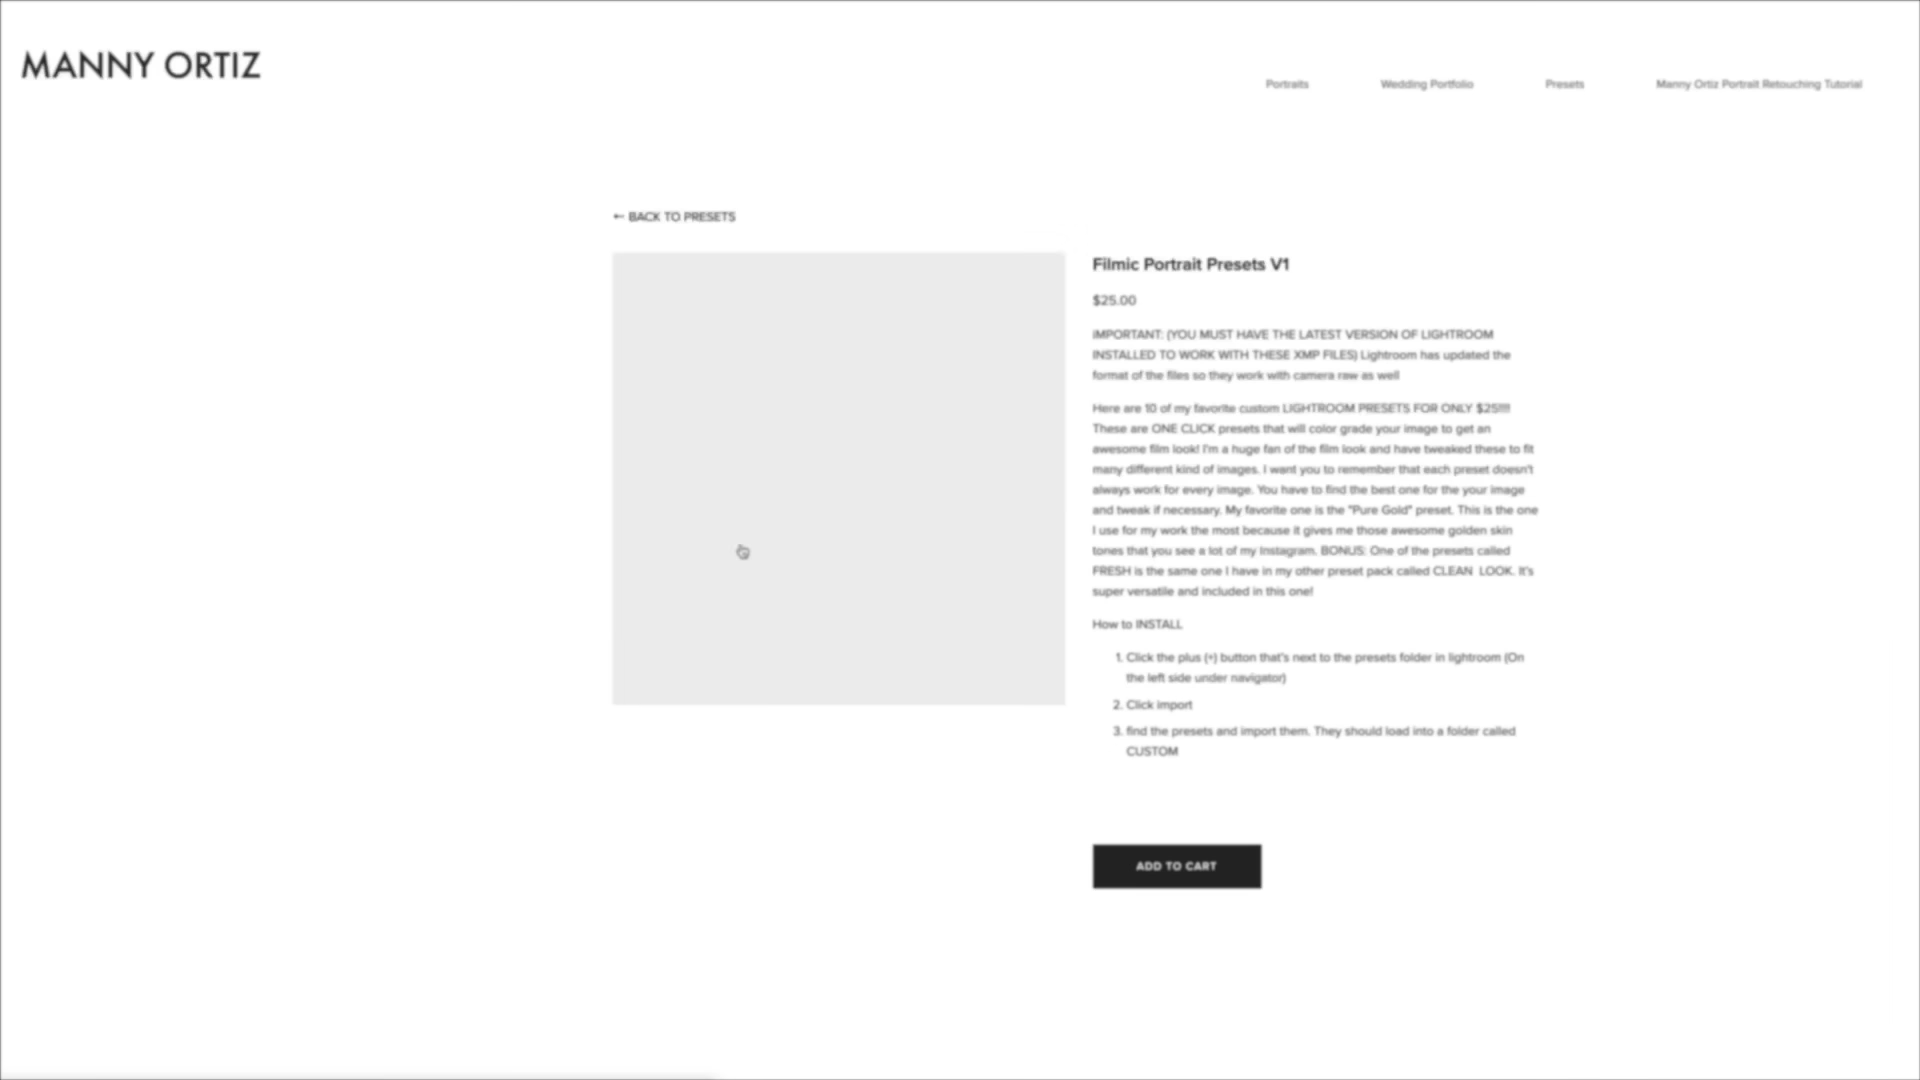 MANNY ORTIZ
Portraits
Wedding Portfolio
Presets
Manny Ortiz Portrait Retouching Tutorial
← BACK TO PRESETS
Filmic Portrait Presets V1
$25.00
IMPORTANT: (YOU MUST HAVE THE LATEST VERSION OF LIGHTROOM
INSTALLED TO WORK WITH THESE XMP FILES) Lightroom has updated the
format of the files so they work with camera raw as well
Here are 10 of my favorite custom LIGHTROOM PRESETS FOR ONLY $25!!!!
These are ONE CLICK presets that will color grade your image to get an
awesome film look! I'm a huge fan of the film look and have tweaked these to fit
many different kind of images. I want you to remember that each preset doesn't
always work for every image. You have to find the best one for the your image
and tweak if necessary. My favorite one is the "Pure Gold" preset. This is the one
I use for my work the most because it gives me those awesome golden skin
tones that you see a lot of my Instagram. BONUS: One of the presets called
FRESH is the same one I have in my other preset pack called CLEAN LOOK. It's
super versatile and included in this one!
How to INSTALL
1. Click the plus (+) button that's next to the presets folder in lightroom (On
the left side under navigator)
2. Click import
3. find the presets and import them. They should load into a folder called
CUSTOM
ADD TO CART